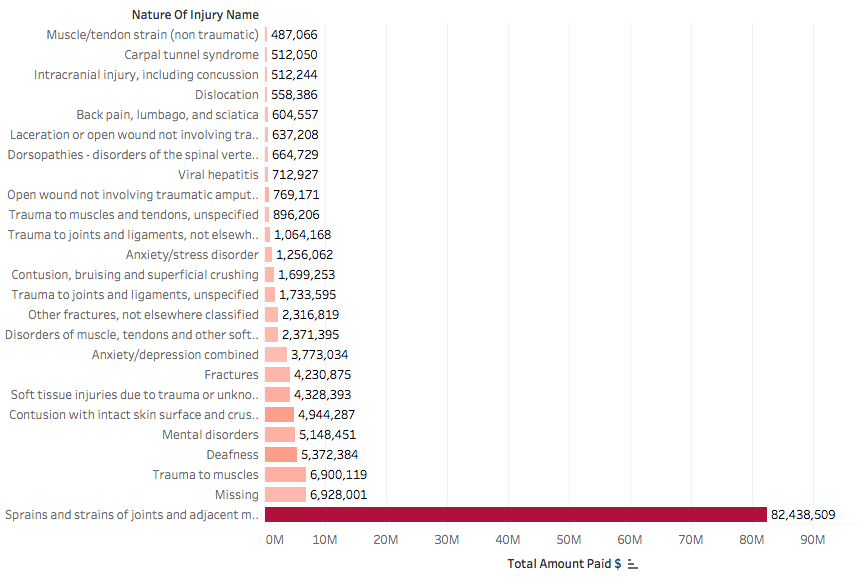 Nature Of Injury Name
Muscle/tendon strain (non traumatic) 487,066
Carpal tunnel syndrome 512,050
Intracranial injury, including concussion 512,244
Dislocation 558,386
Back pain, lumbago, and sciatica 604,557
Laceration or open wound not involving tra.. 637,208
Dorsopathies - disorders of the spinal verte.. 664,729
Viral hepatitis 712,927
Open wound not involving traumatic amput.. 769,171
Trauma to muscles and tendons, unspecified 896,206
Trauma to joints and ligaments, not elsewh.. 1,064,168
Anxiety/stress disorder 1,256,062
Contusion, bruising and superficial crushing 1,699,253
Trauma to joints and ligaments, unspecified 1,733,595
Other fractures, not elsewhere classified 2,316,819
Disorders of muscle, tendons and other soft.. 2,371,395
Anxiety/depression combined 3,773,034
Fractures 4,230,875
Soft tissue injuries due to trauma or unkno.. 4,328,393
Contusion with intact skin surface and crus.. 4,944,287
Mental disorders 5,148,451
Deafness 5,372,384
Trauma to muscles 6,900,119
Missing 6,928,001
Sprains and strains of joints and adjacent m.. 82,438,509
0M 10M 20M 30M 40M 50M 60M 70M 80M 90M
Total Amount Paid $